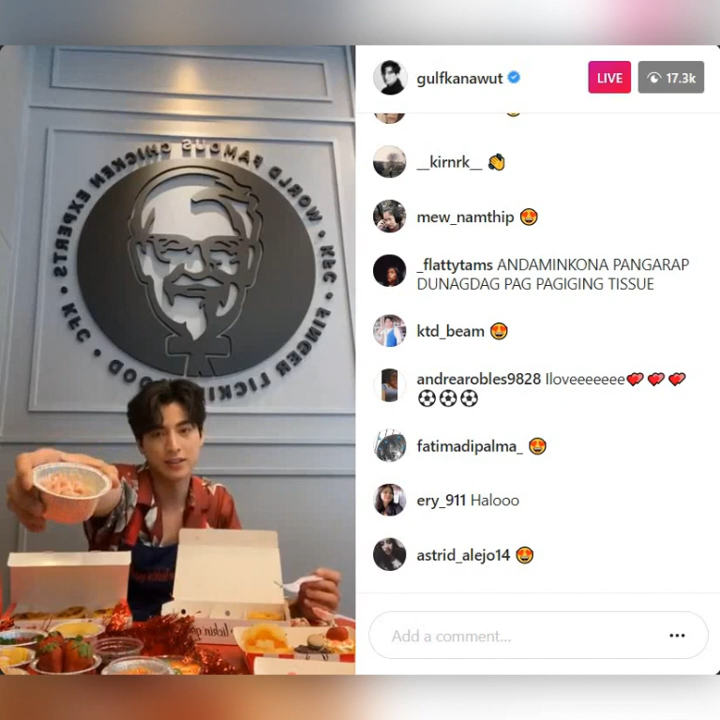 WORLD FAMOUS CHICKEN EXPERTS • KFC •
KFC • FINGER LICKIN' GOOD •
gulfkanawut
LIVE 17.3k
__kirnrk__ 👏
mew_namthip 😍
_flattytams ANDAMINKONA PANGARAP
DUNAGDAG PAG PAGIGING TISSUE
ktd_beam 😍
andrearobles9828 Iloveeeeeee💕💕💕
⚽⚽⚽
fatimadipalma_ 😍
ery_911 Halooo
astrid_alejo14 😍
Add a comment...